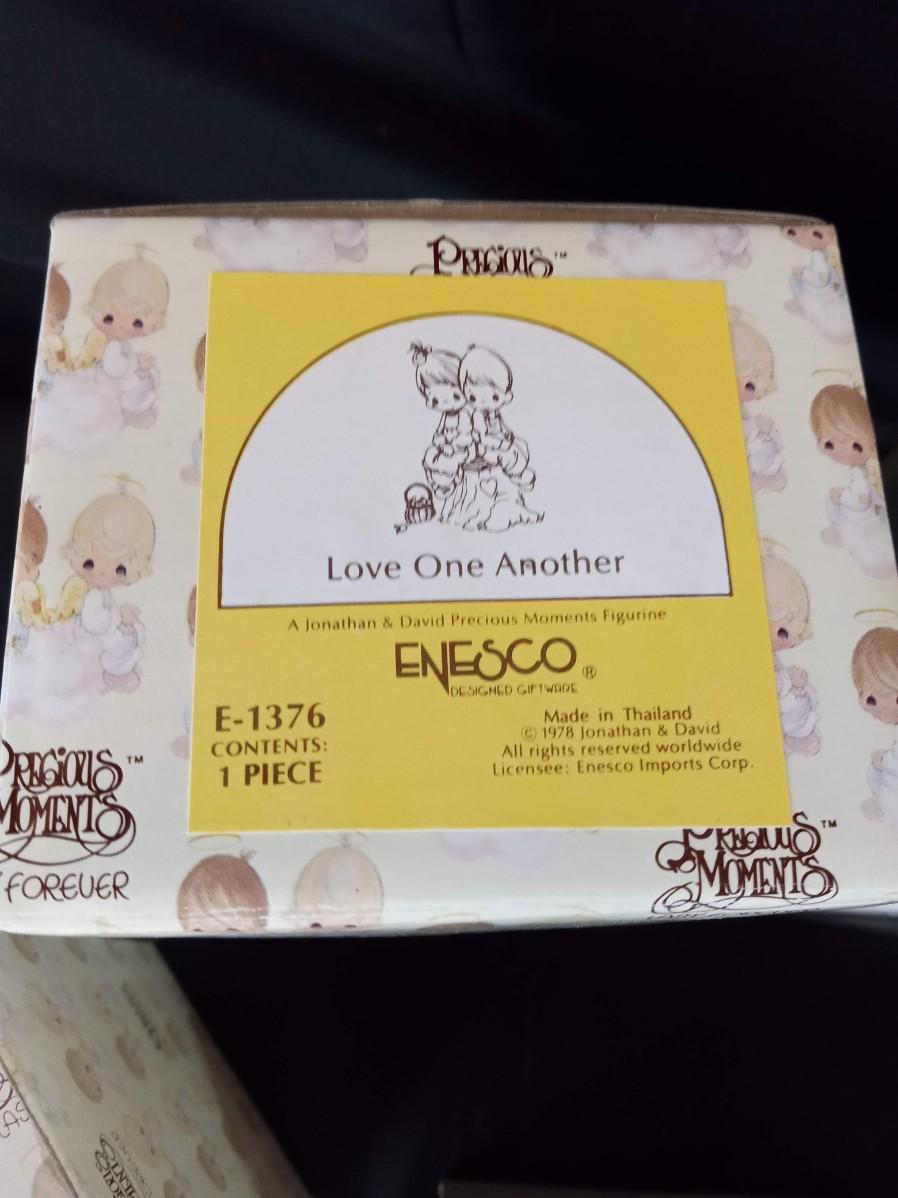 PRECIOUS™
Love One Another
A Jonathan & David Precious Moments Figurine
ENESCO®
DESIGNED GIFTWARE
E-1376
CONTENTS:
1 PIECE
Made in Thailand
© 1978 Jonathan & David
All rights reserved worldwide
Licensee: Enesco Imports Corp.
PRECIOUS™
MOMENTS
FOREVER
PRECIOUS™
MOMENTS